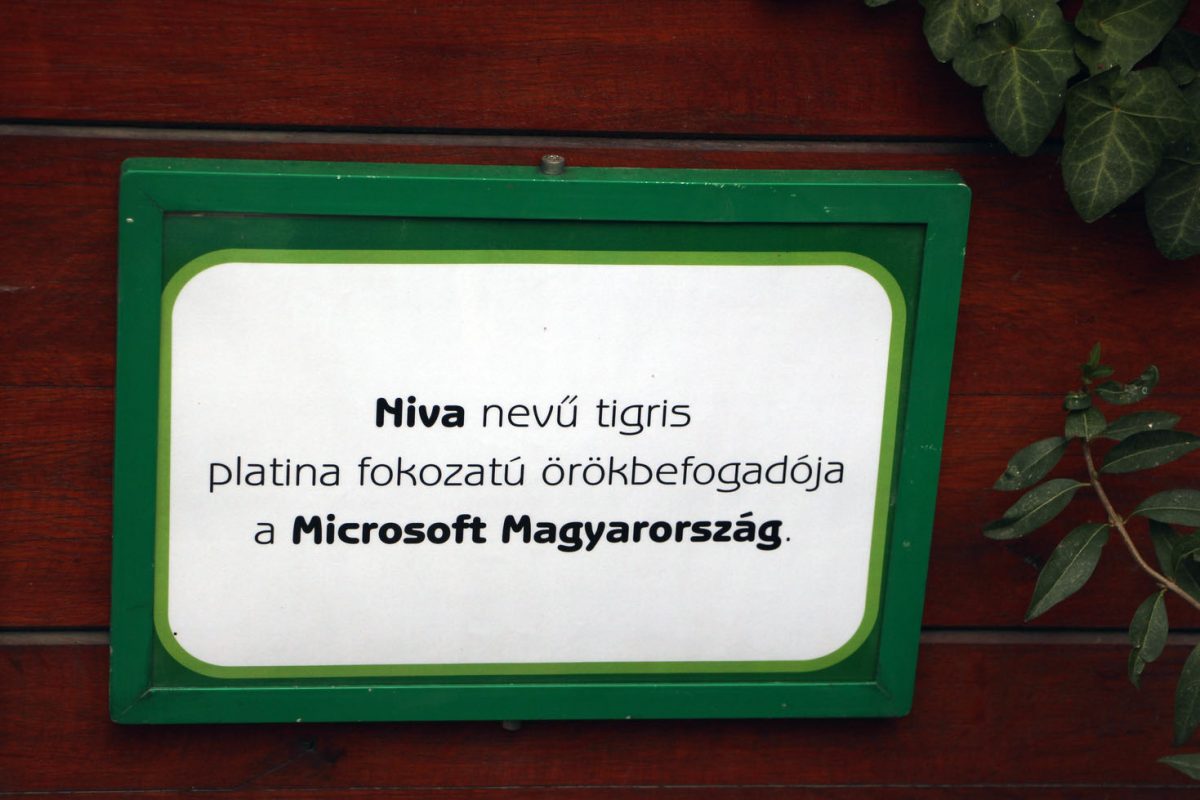 Niva nevű tigris
platina fokozatú örökbefogadója
a Microsoft Magyarország.